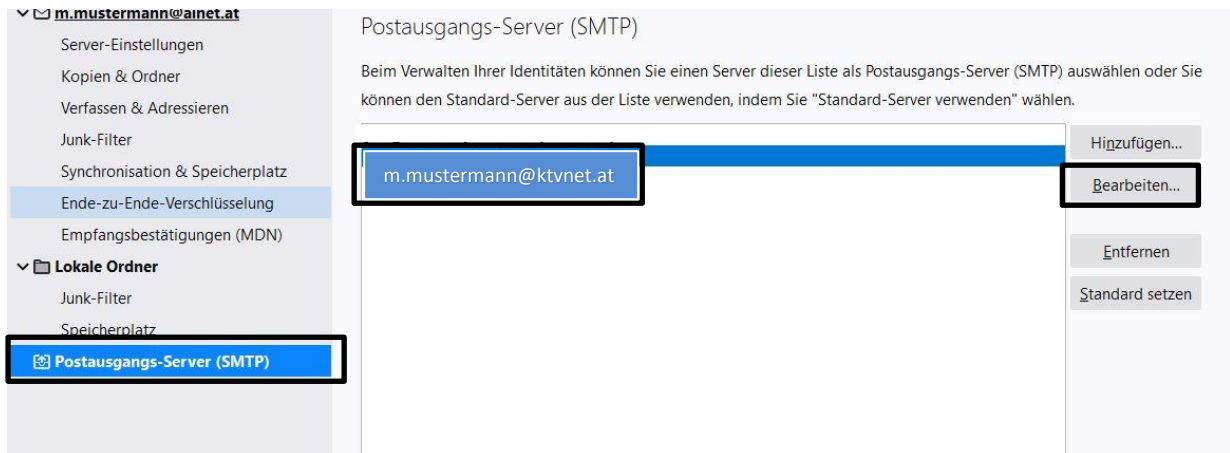 m.mustermann@ainet.at
Server-Einstellungen
Kopien & Ordner
Verfassen & Adressieren
Junk-Filter
Synchronisation & Speicherplatz
Ende-zu-Ende-Verschlüsselung
Empfangsbestätigungen (MDN)
Lokale Ordner
Junk-Filter
Speicherplatz
Postausgangs-Server (SMTP)
Postausgangs-Server (SMTP)
Beim Verwalten Ihrer Identitäten können Sie einen Server dieser Liste als Postausgangs-Server (SMTP) auswählen oder Sie
können den Standard-Server aus der Liste verwenden, indem Sie "Standard-Server verwenden" wählen.
m.mustermann@ktvnet.at
Hinzufügen...
Bearbeiten...
Entfernen
Standard setzen